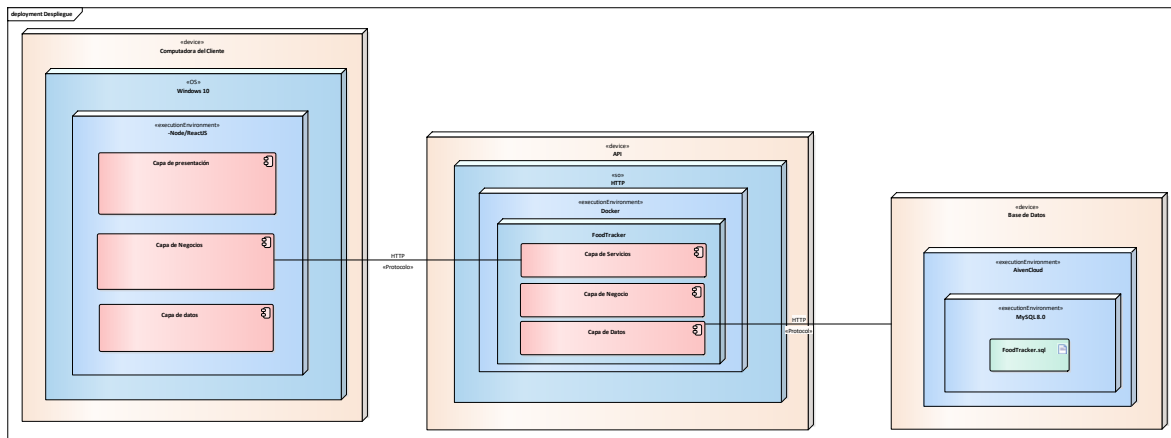 deployment Despliegue
«device»
Computadora del Cliente
«OS»
Windows 10
«executionEnvironment»
-Node/ReactJS
Capa de presentación
Capa de Negocios
Capa de datos
HTTP
«Protocolo»
«device»
API
«so»
HTTP
«executionEnvironment»
Docker
FoodTracker
Capa de Servicios
Capa de Negocio
Capa de Datos
HTTP
«Protocol»
«device»
Base de Datos
«executionEnvironment»
AivenCloud
«executionEnvironment»
MySQL 8.0
FoodTracker.sql